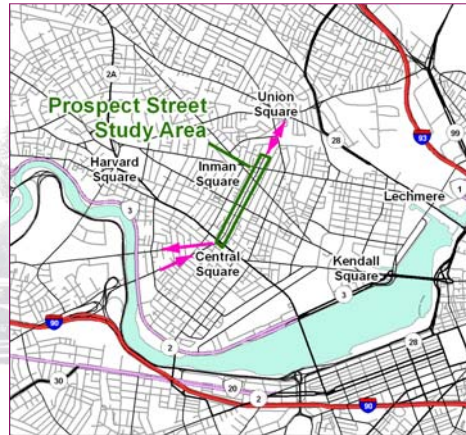 2A
Union
Square
Prospect Street
Study Area
28
93
99
Harvard
Square
Inman
Square
Lechmere
1
3
Central
Square
Kendall
Square
3
90
2
28
30
20
2
90